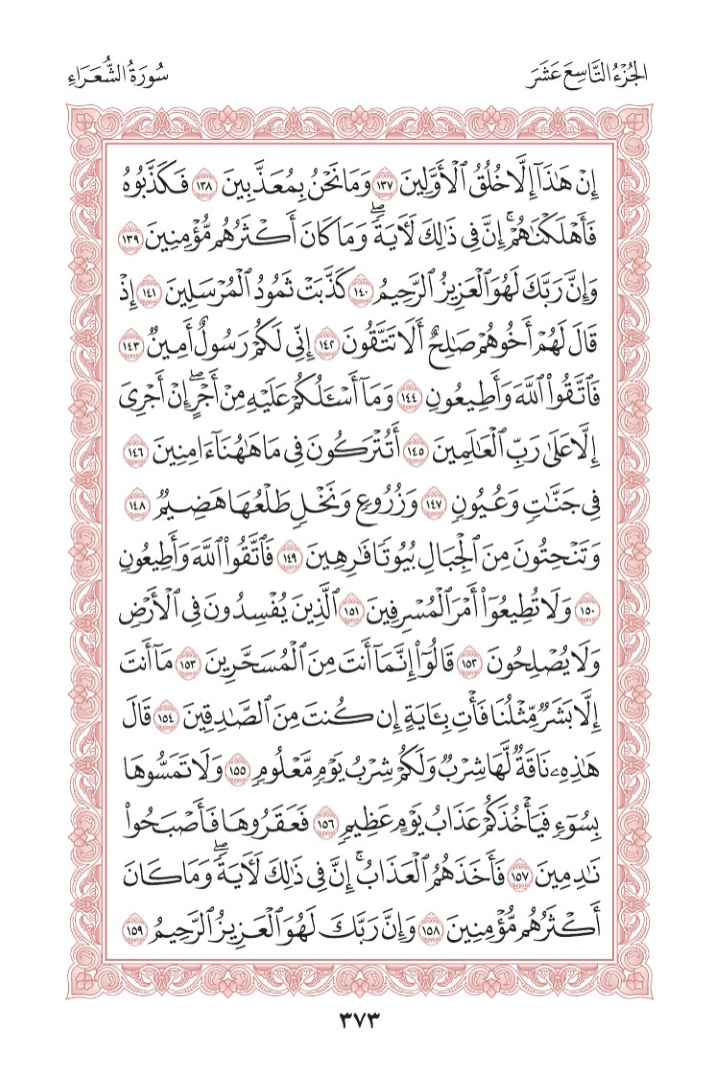 الجُزْءُ التَّاسِعَ عَشَرَ
سُورَةُ الشُّعَرَاءِ
إِنْ هَٰذَآ إِلَّا خُلُقُ ٱلْأَوَّلِينَ ١٣٧ وَمَا نَحْنُ بِمُعَذَّبِينَ ١٣٨ فَكَذَّبُوهُ
فَأَهْلَكْنَٰهُمْۚ إِنَّ فِى ذَٰلِكَ لَأٓيَةًۖ وَمَا كَانَ أَكْثَرُهُم مُّؤْمِنِينَ ١٣٩
وَإِنَّ رَبَّكَ لَهُوَ ٱلْعَزِيزُ ٱلرَّحِيمُ ١٤٠ كَذَّبَتْ ثَمُودُ ٱلْمُرْسَلِينَ ١٤١ إِذْ
قَالَ لَهُمْ أَخُوهُمْ صَٰلِحٌ أَلَا تَتَّقُونَ ١٤٢ إِنِّى لَكُمْ رَسُولٌ أَمِينٌ ١٤٣
فَٱتَّقُوا۟ ٱللَّهَ وَأَطِيعُونِ ١٤٤ وَمَآ أَسْـَٔلُكُمْ عَلَيْهِ مِنْ أَجْرٍۖ إِنْ أَجْرِىَ
إِلَّا عَلَىٰ رَبِّ ٱلْعَٰلَمِينَ ١٤٥ أَتُتْرَكُونَ فِى مَا هَٰهُنَآ ءَامِنِينَ ١٤٦
فِى جَنَّٰتٍ وَعُيُونٍ ١٤٧ وَزُرُوعٍ وَنَخْلٍ طَلْعُهَا هَضِيمٌ ١٤٨
وَتَنْحِتُونَ مِنَ ٱلْجِبَالِ بُيُوتًا فَٰرِهِينَ ١٤٩ فَٱتَّقُوا۟ ٱللَّهَ وَأَطِيعُونِ
١٥٠ وَلَا تُطِيعُوٓا۟ أَمْرَ ٱلْمُسْرِفِينَ ١٥١ ٱلَّذِينَ يُفْسِدُونَ فِى ٱلْأَرْضِ
وَلَا يُصْلِحُونَ ١٥٢ قَالُوٓا۟ إِنَّمَآ أَنتَ مِنَ ٱلْمُسَحَّرِينَ ١٥٣ مَآ أَنتَ
إِلَّا بَشَرٌ مِّثْلُنَا فَأْتِ بِـَٔايَةٍ إِن كُنتَ مِنَ ٱلصَّٰدِقِينَ ١٥٤ قَالَ
هَٰذِهِۦ نَاقَةٌ لَّهَا شِرْبٌ وَلَكُمْ شِرْبُ يَوْمٍ مَّعْلُومٍ ١٥٥ وَلَا تَمَسُّوهَا
بِسُوٓءٍ فَيَأْخُذَكُمْ عَذَابُ يَوْمٍ عَظِيمٍ ١٥٦ فَعَقَرُوهَا فَأَصْبَحُوا۟
نَٰدِمِينَ ١٥٧ فَأَخَذَهُمُ ٱلْعَذَابُۚ إِنَّ فِى ذَٰلِكَ لَأٓيَةًۖ وَمَا كَانَ
أَكْثَرُهُم مُّؤْمِنِينَ ١٥٨ وَإِنَّ رَبَّكَ لَهُوَ ٱلْعَزِيزُ ٱلرَّحِيمُ ١٥٩
٣٧٣